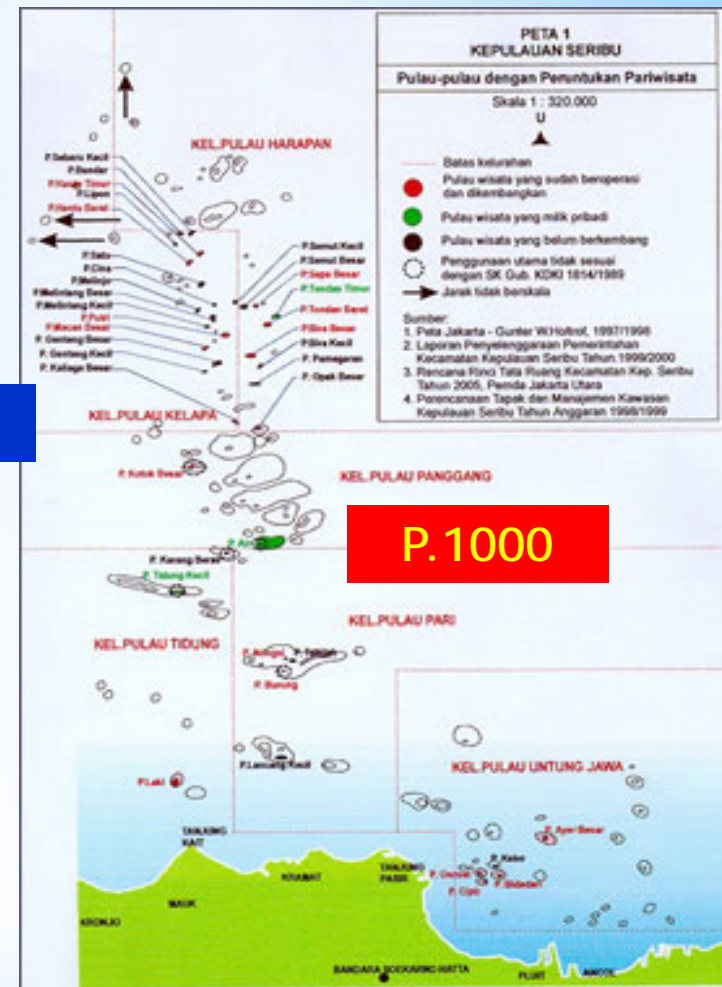 PETA 1
KEPULAUAN SERIBU
Pulau-pulau dengan Peruntukan Pariwisata
Skala 1 : 320.000
U
Batas kelurahan
Pulau wisata yang sudah beroperasi
dan dikembangkan
Pulau wisata yang milik pribadi
Pulau wisata yang belum berkembang
Penggunaan utama tidak sesuai
dengan SK Gub. KDKI 1814/1989
Jarak tidak berskala
Sumber:
1. Peta Jakarta - Gunter W.Holtrof, 1997/1998
2. Laporan Penyelenggaraan Pemerintahan
Kecamatan Kepulauan Seribu Tahun 1999/2000
3. Rencana Rinci Tata Ruang Kecamatan Kep. Seribu
Tahun 2005, Pemda Jakarta Utara
4. Perencanaan Tapak dan Manajemen Kawasan
Kepulauan Seribu Tahun Anggaran 1998/1999
KEL.PULAU HARAPAN
P.Sebaru Kecil
P.Lipan
P.Hantu Barat
P.Satu
P.Cina
P.Melinjo
P.Melintang Besar
P.Melintang Kecil
P.Putri
P.Macan Besar
P. Genteng Besar
P. Genteng Kecil
P. Kaliage Besar
P.Semut Kecil
P.Semut Besar
P.Sepa Besar
P.Tondan Timur
P.Tondan Barat
P.Bira Besar
P.Bira Kecil
P. Pamegaran
P. Opak Besar
KEL.PULAU KELAPA
P. Kotok Besar
KEL.PULAU PANGGANG
P. Air
P.1000
P. Karang Beras
P. Tidung Kecil
KEL.PULAU PARI
KEL.PULAU TIDUNG
P. Burung
P.Lancang Kecil
KEL.PULAU UNTUNG JAWA
P.Laki
P. Ayer Besar
P. Kelor
P. Bidadari
P. Cipir
TANJUNG
KAIT
KRAMAT
TANJUNG
PASIR
MAUK
KRONJO
BANDARA SOEKARNO HATTA
PLUIT
ANCOL